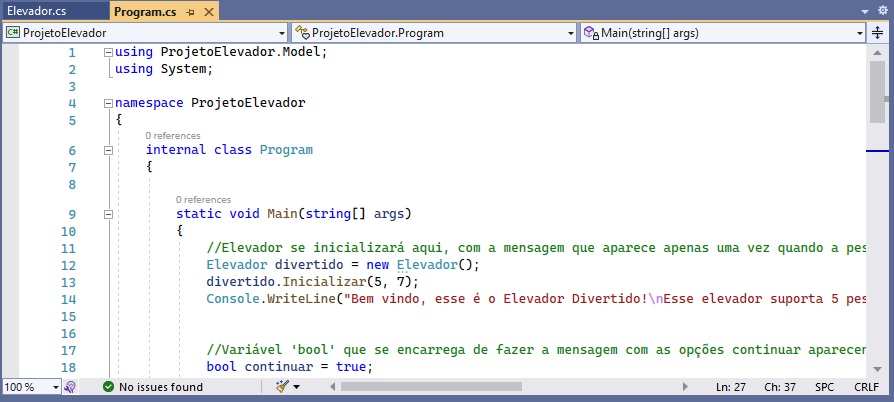 Elevador.cs Program.cs
ProjetoElevador ProjetoElevador.Program Main(string[] args)
1 using ProjetoElevador.Model;
2 using System;
3
4 namespace ProjetoElevador
5 {
0 references
6 internal class Program
7 {
8
0 references
9 static void Main(string[] args)
10 {
11 //Elevador se inicializará aqui, com a mensagem que aparece apenas uma vez quando a pes
12 Elevador divertido = new Elevador();
13 divertido.Inicializar(5, 7);
14 Console.WriteLine("Bem vindo, esse é o Elevador Divertido!\nEsse elevador suporta 5 pes
15
16
17 //Variável 'bool' que se encarrega de fazer a mensagem com as opções continuar aparecer
18 bool continuar = true;
100 % No issues found Ln: 27 Ch: 37 SPC CRLF